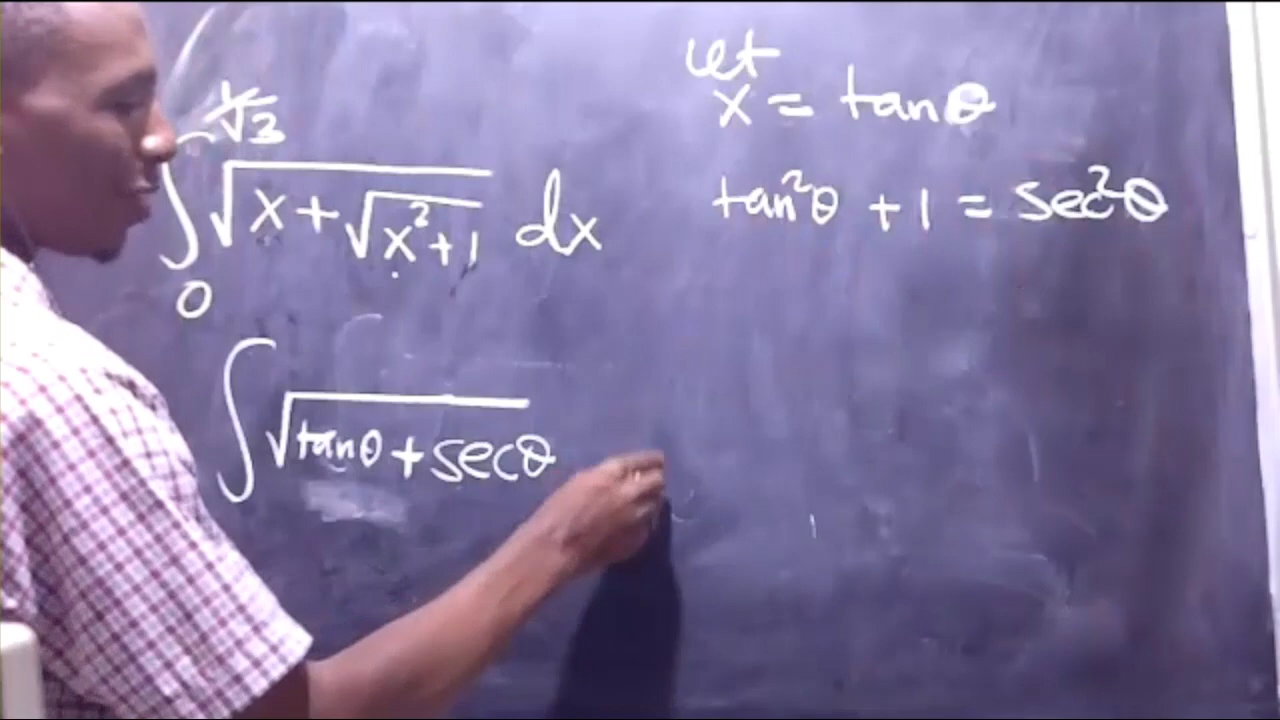 √3
∫ √(x + √(x²+1)) dx
0
∫ √(tanθ + secθ)
let
x = tanθ
tan²θ + 1 = sec²θ